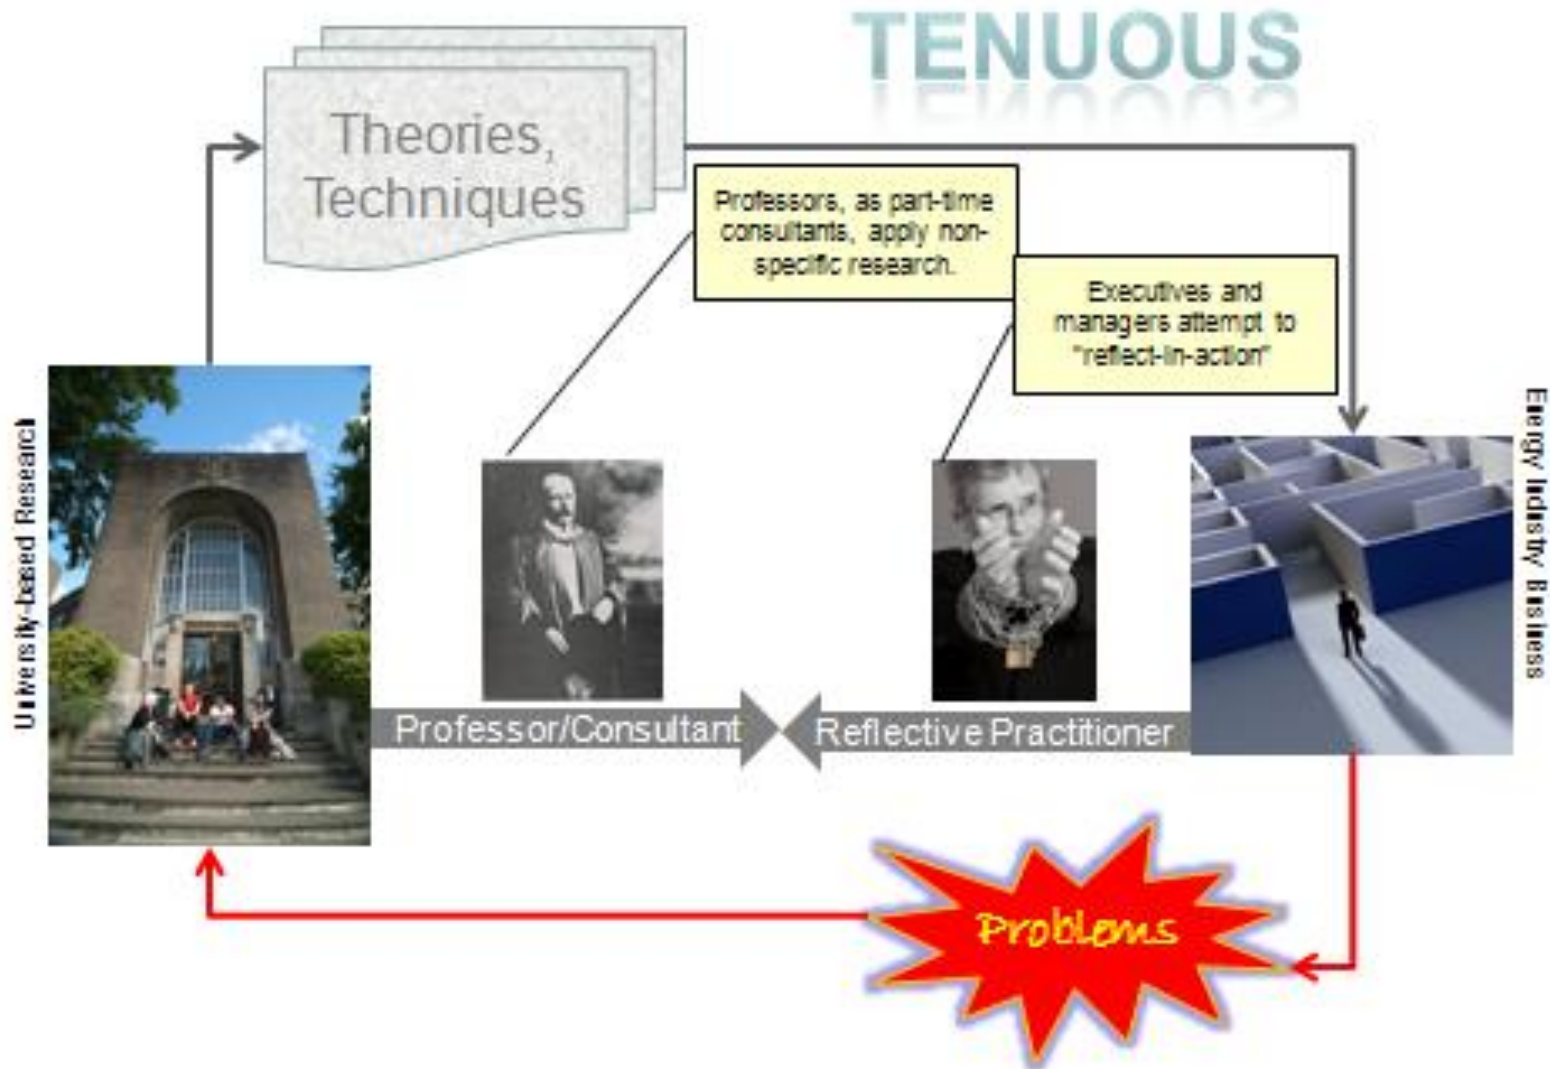 TENUOUS
Theories,
Techniques
Professors, as part-time
consultants, apply non-
specific research.
Executives and
managers attempt to
"reflect-in-action"
University-based Research
Energy Industry Business
Professor/Consultant
Reflective Practitioner
Problems